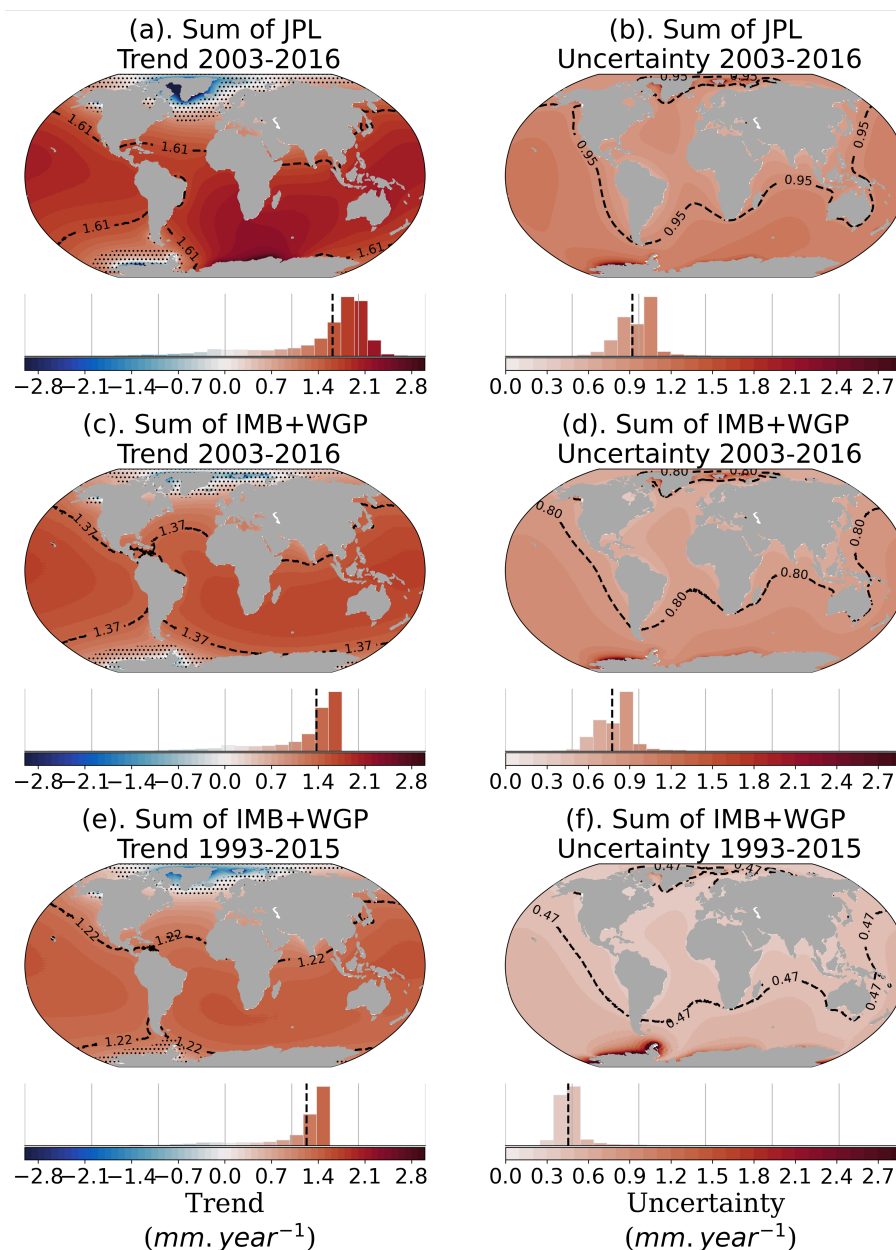 (a). Sum of JPL
Trend 2003-2016
(b). Sum of JPL
Uncertainty 2003-2016
1.61
1.61
1.61
1.61
1.61
0.95
0.95
0.95
0.95
0.95
0.95
−2.8 −2.1 −1.4 −0.7 0.0 0.7 1.4 2.1 2.8
0.0 0.3 0.6 0.9 1.2 1.5 1.8 2.1 2.4 2.7
(c). Sum of IMB+WGP
Trend 2003-2016
(d). Sum of IMB+WGP
Uncertainty 2003-2016
1.37
1.37
1.37
1.37
1.37
0.80
0.80
0.80
0.80
0.80
−2.8 −2.1 −1.4 −0.7 0.0 0.7 1.4 2.1 2.8
0.0 0.3 0.6 0.9 1.2 1.5 1.8 2.1 2.4 2.7
(e). Sum of IMB+WGP
Trend 1993-2015
(f). Sum of IMB+WGP
Uncertainty 1993-2015
1.22
1.22
1.22
1.22
1.22
0.47
0.47
0.47
0.47
0.47
0.47
−2.8 −2.1 −1.4 −0.7 0.0 0.7 1.4 2.1 2.8
0.0 0.3 0.6 0.9 1.2 1.5 1.8 2.1 2.4 2.7
Trend
(mm.year⁻¹)
Uncertainty
(mm.year⁻¹)